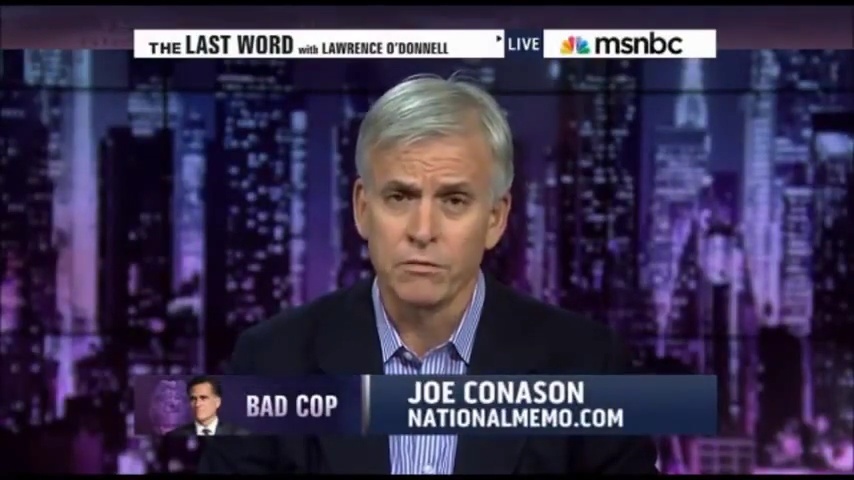 THE LAST WORD WITH LAWRENCE O'DONNELL
LIVE
msnbc
BAD COP
JOE CONASON
NATIONALMEMO.COM